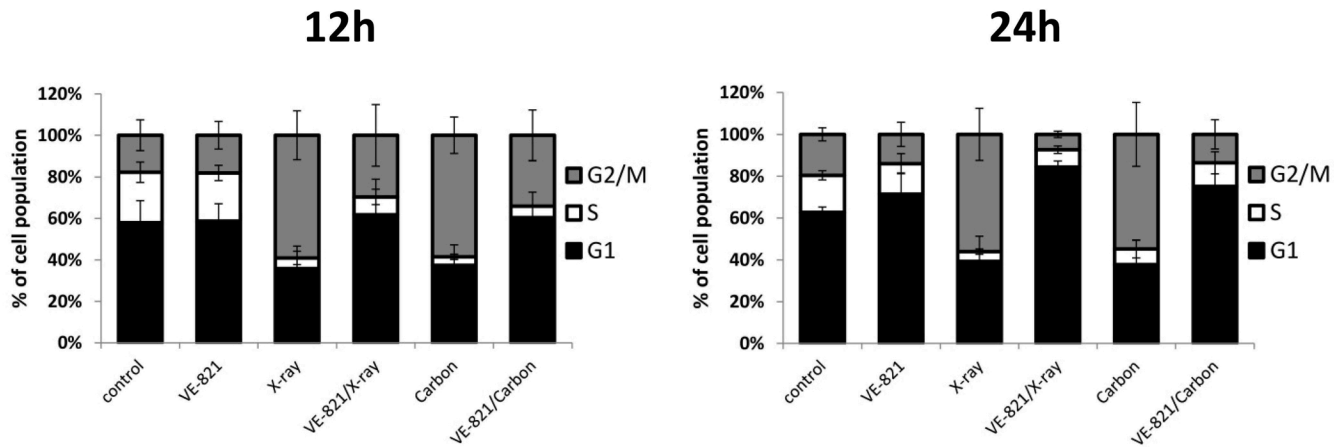 12h
% of cell population
120%
100%
80%
60%
40%
20%
0%
control
VE-821
X-ray
VE-821/X-ray
Carbon
VE-821/Carbon
G2/M
S
G1
24h
% of cell population
120%
100%
80%
60%
40%
20%
0%
control
VE-821
X-ray
VE-821/X-ray
Carbon
VE-821/Carbon
G2/M
S
G1